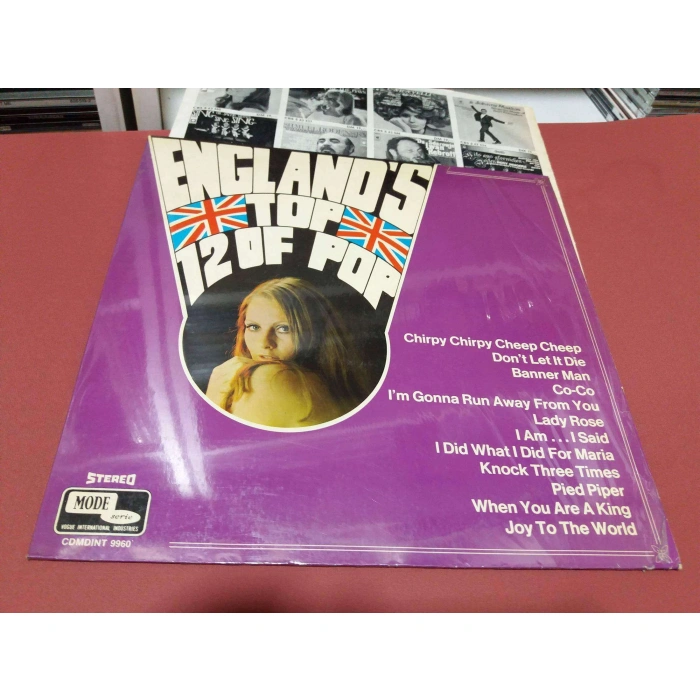 ENGLAND'S
TOP
12 OF POP
Chirpy Chirpy Cheep Cheep
Don't Let It Die
Banner Man
Co-Co
I'm Gonna Run Away From You
Lady Rose
I Am . . . I Said
I Did What I Did For Maria
Knock Three Times
Pied Piper
When You Are A King
Joy To The World
STEREO
MODE
serie
VOGUE INTERNATIONAL INDUSTRIES
CDMDINT 9960